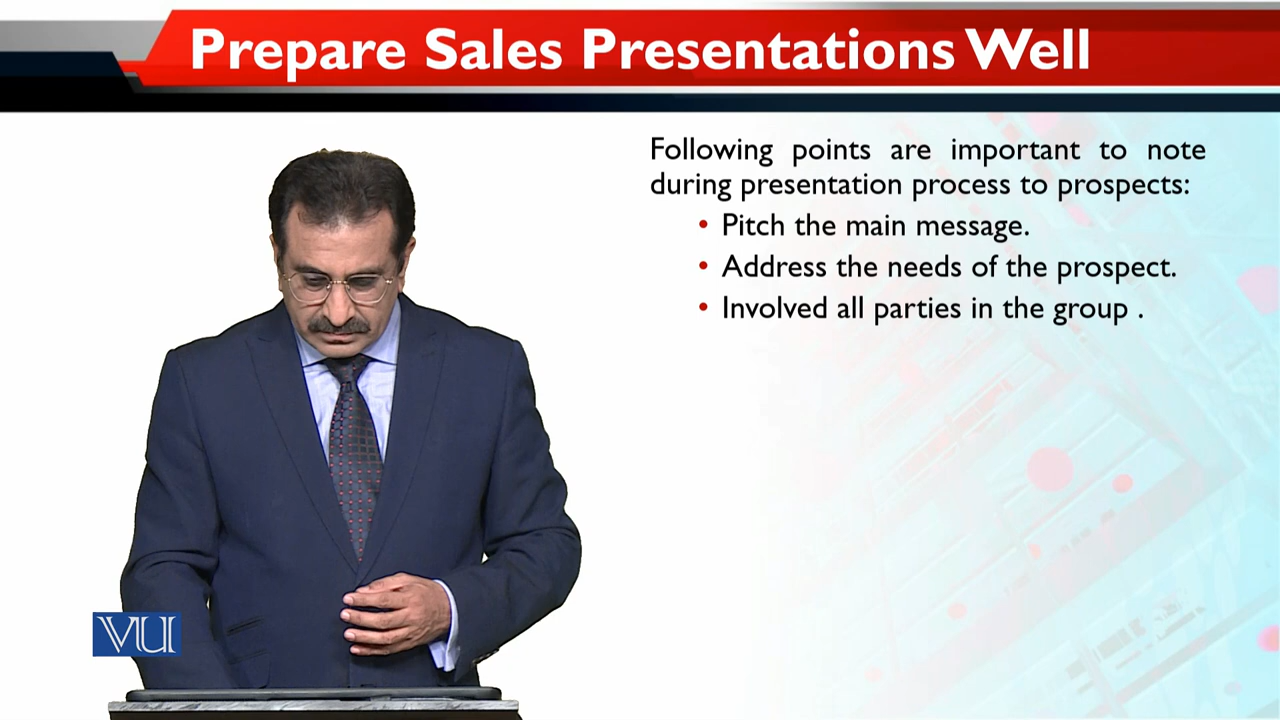 Prepare Sales Presentations Well
Following points are important to note
during presentation process to prospects:
• Pitch the main message.
• Address the needs of the prospect.
• Involved all parties in the group .
VU